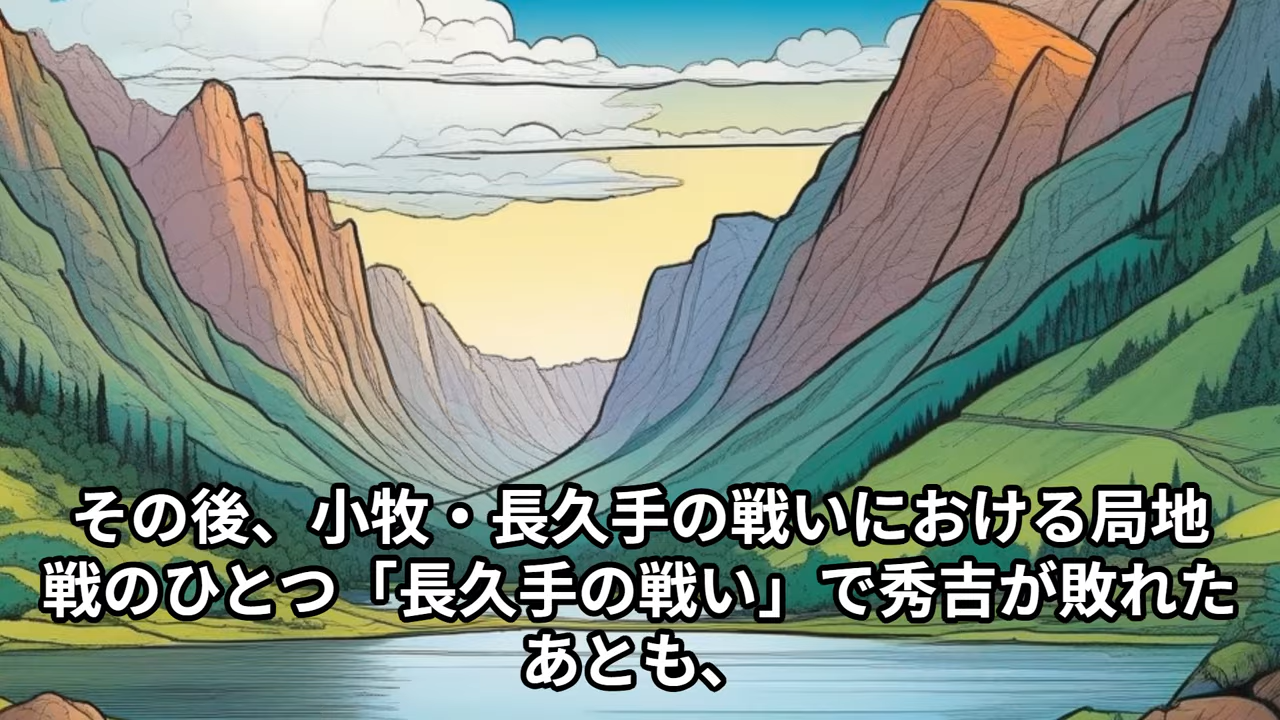 その後、小牧・長久手の戦いにおける局地
戦のひとつ「長久手の戦い」で秀吉が敗れた
あとも、